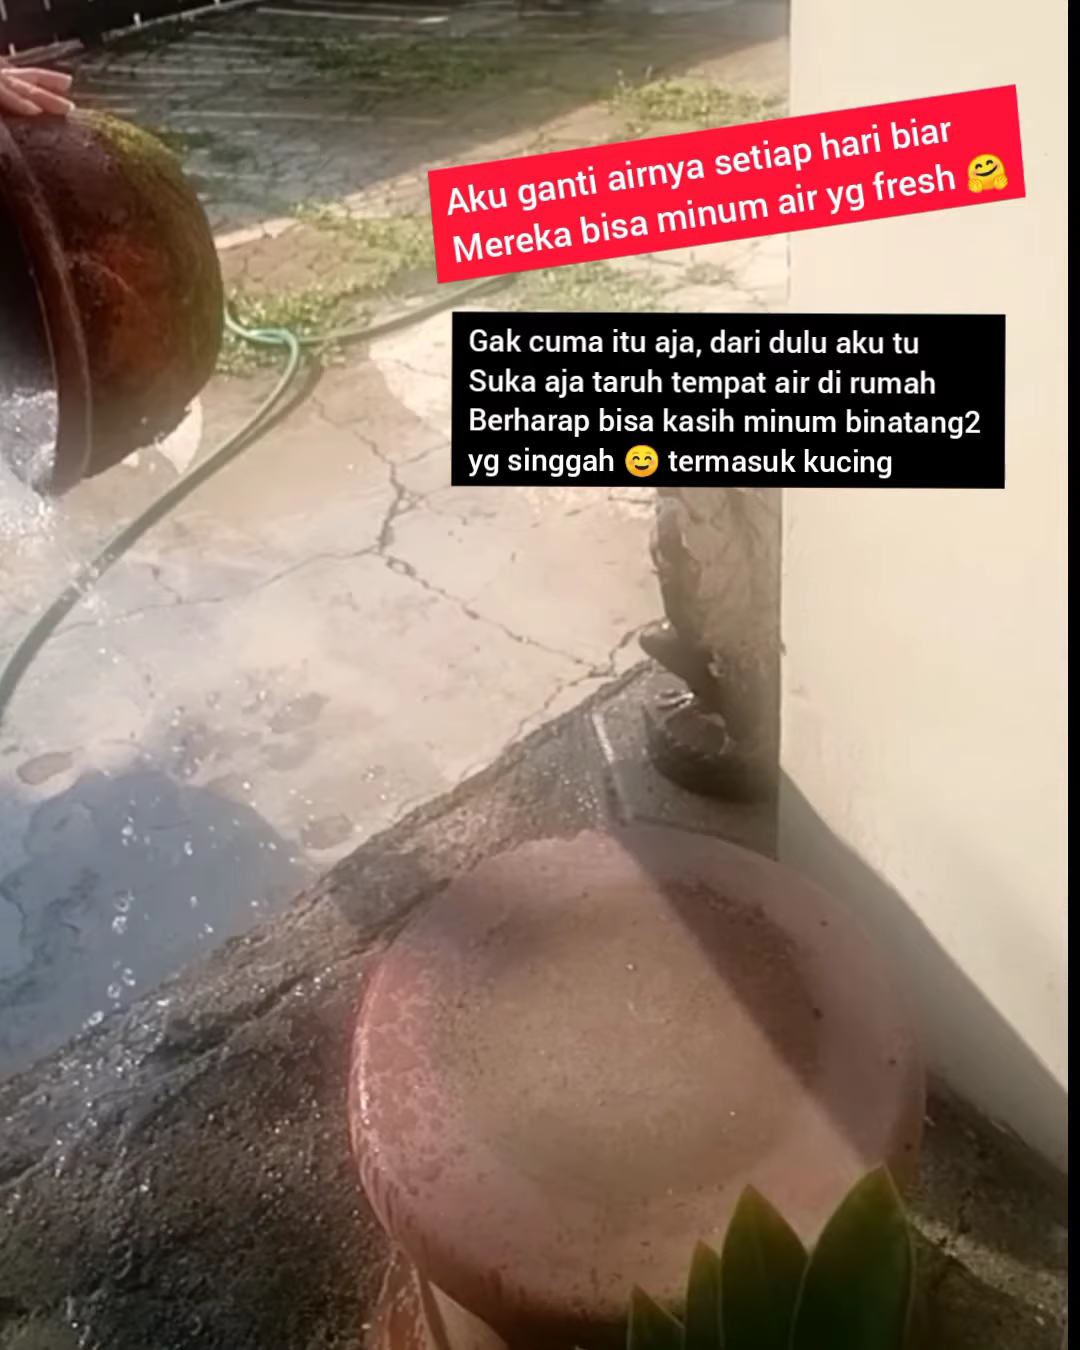 Aku ganti airnya setiap hari biar
Mereka bisa minum air yg fresh 🤗
Gak cuma itu aja, dari dulu aku tu
Suka aja taruh tempat air di rumah
Berharap bisa kasih minum binatang2
yg singgah 😊 termasuk kucing